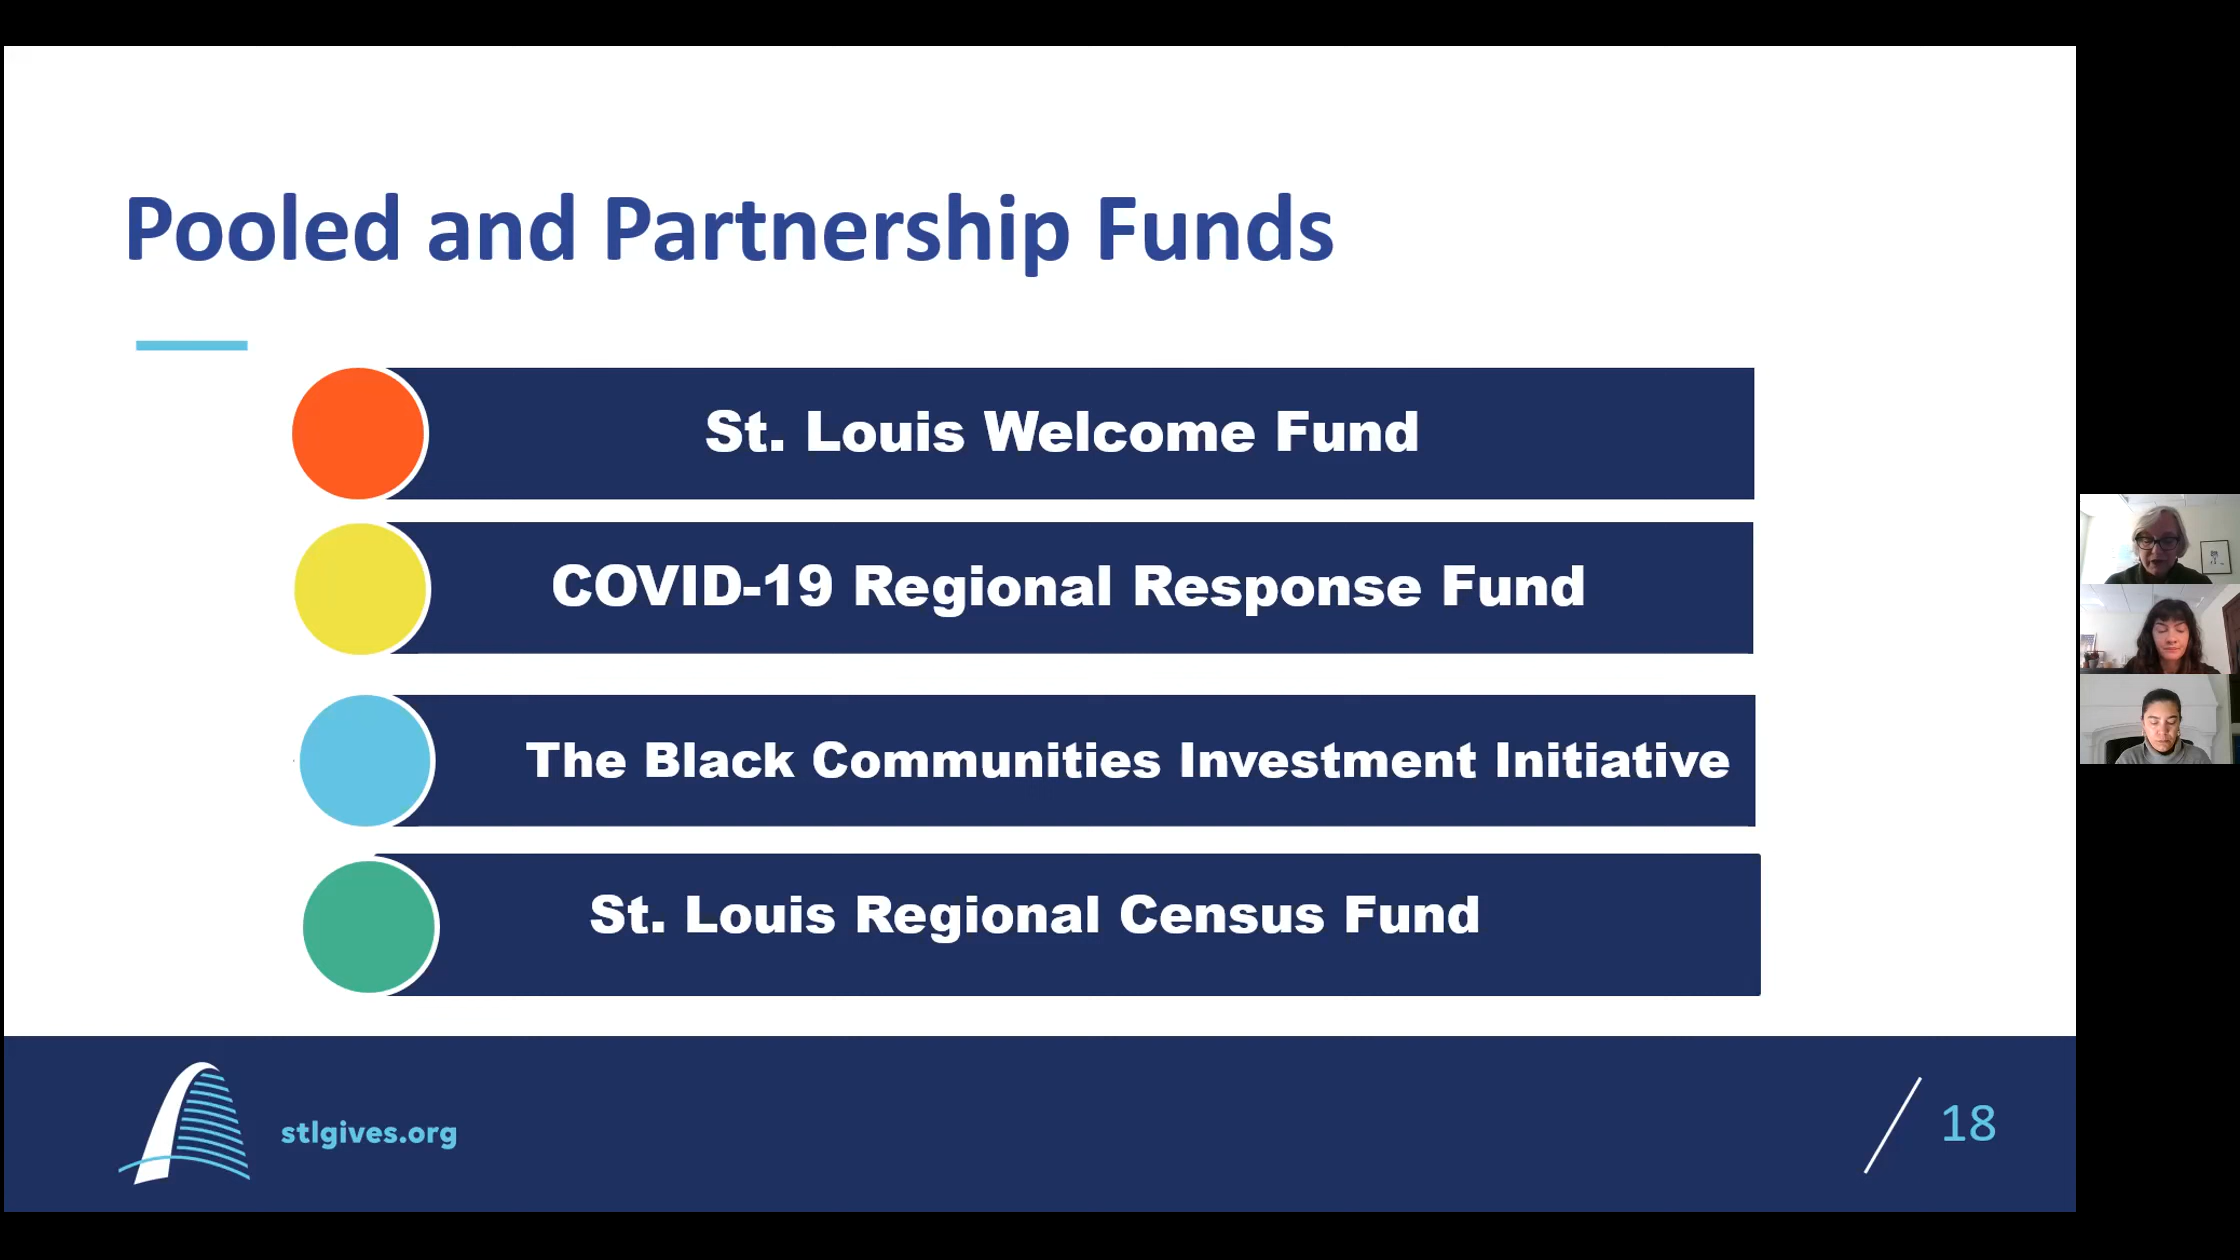 Pooled and Partnership Funds
St. Louis Welcome Fund
COVID-19 Regional Response Fund
The Black Communities Investment Initiative
St. Louis Regional Census Fund
stlgives.org
18